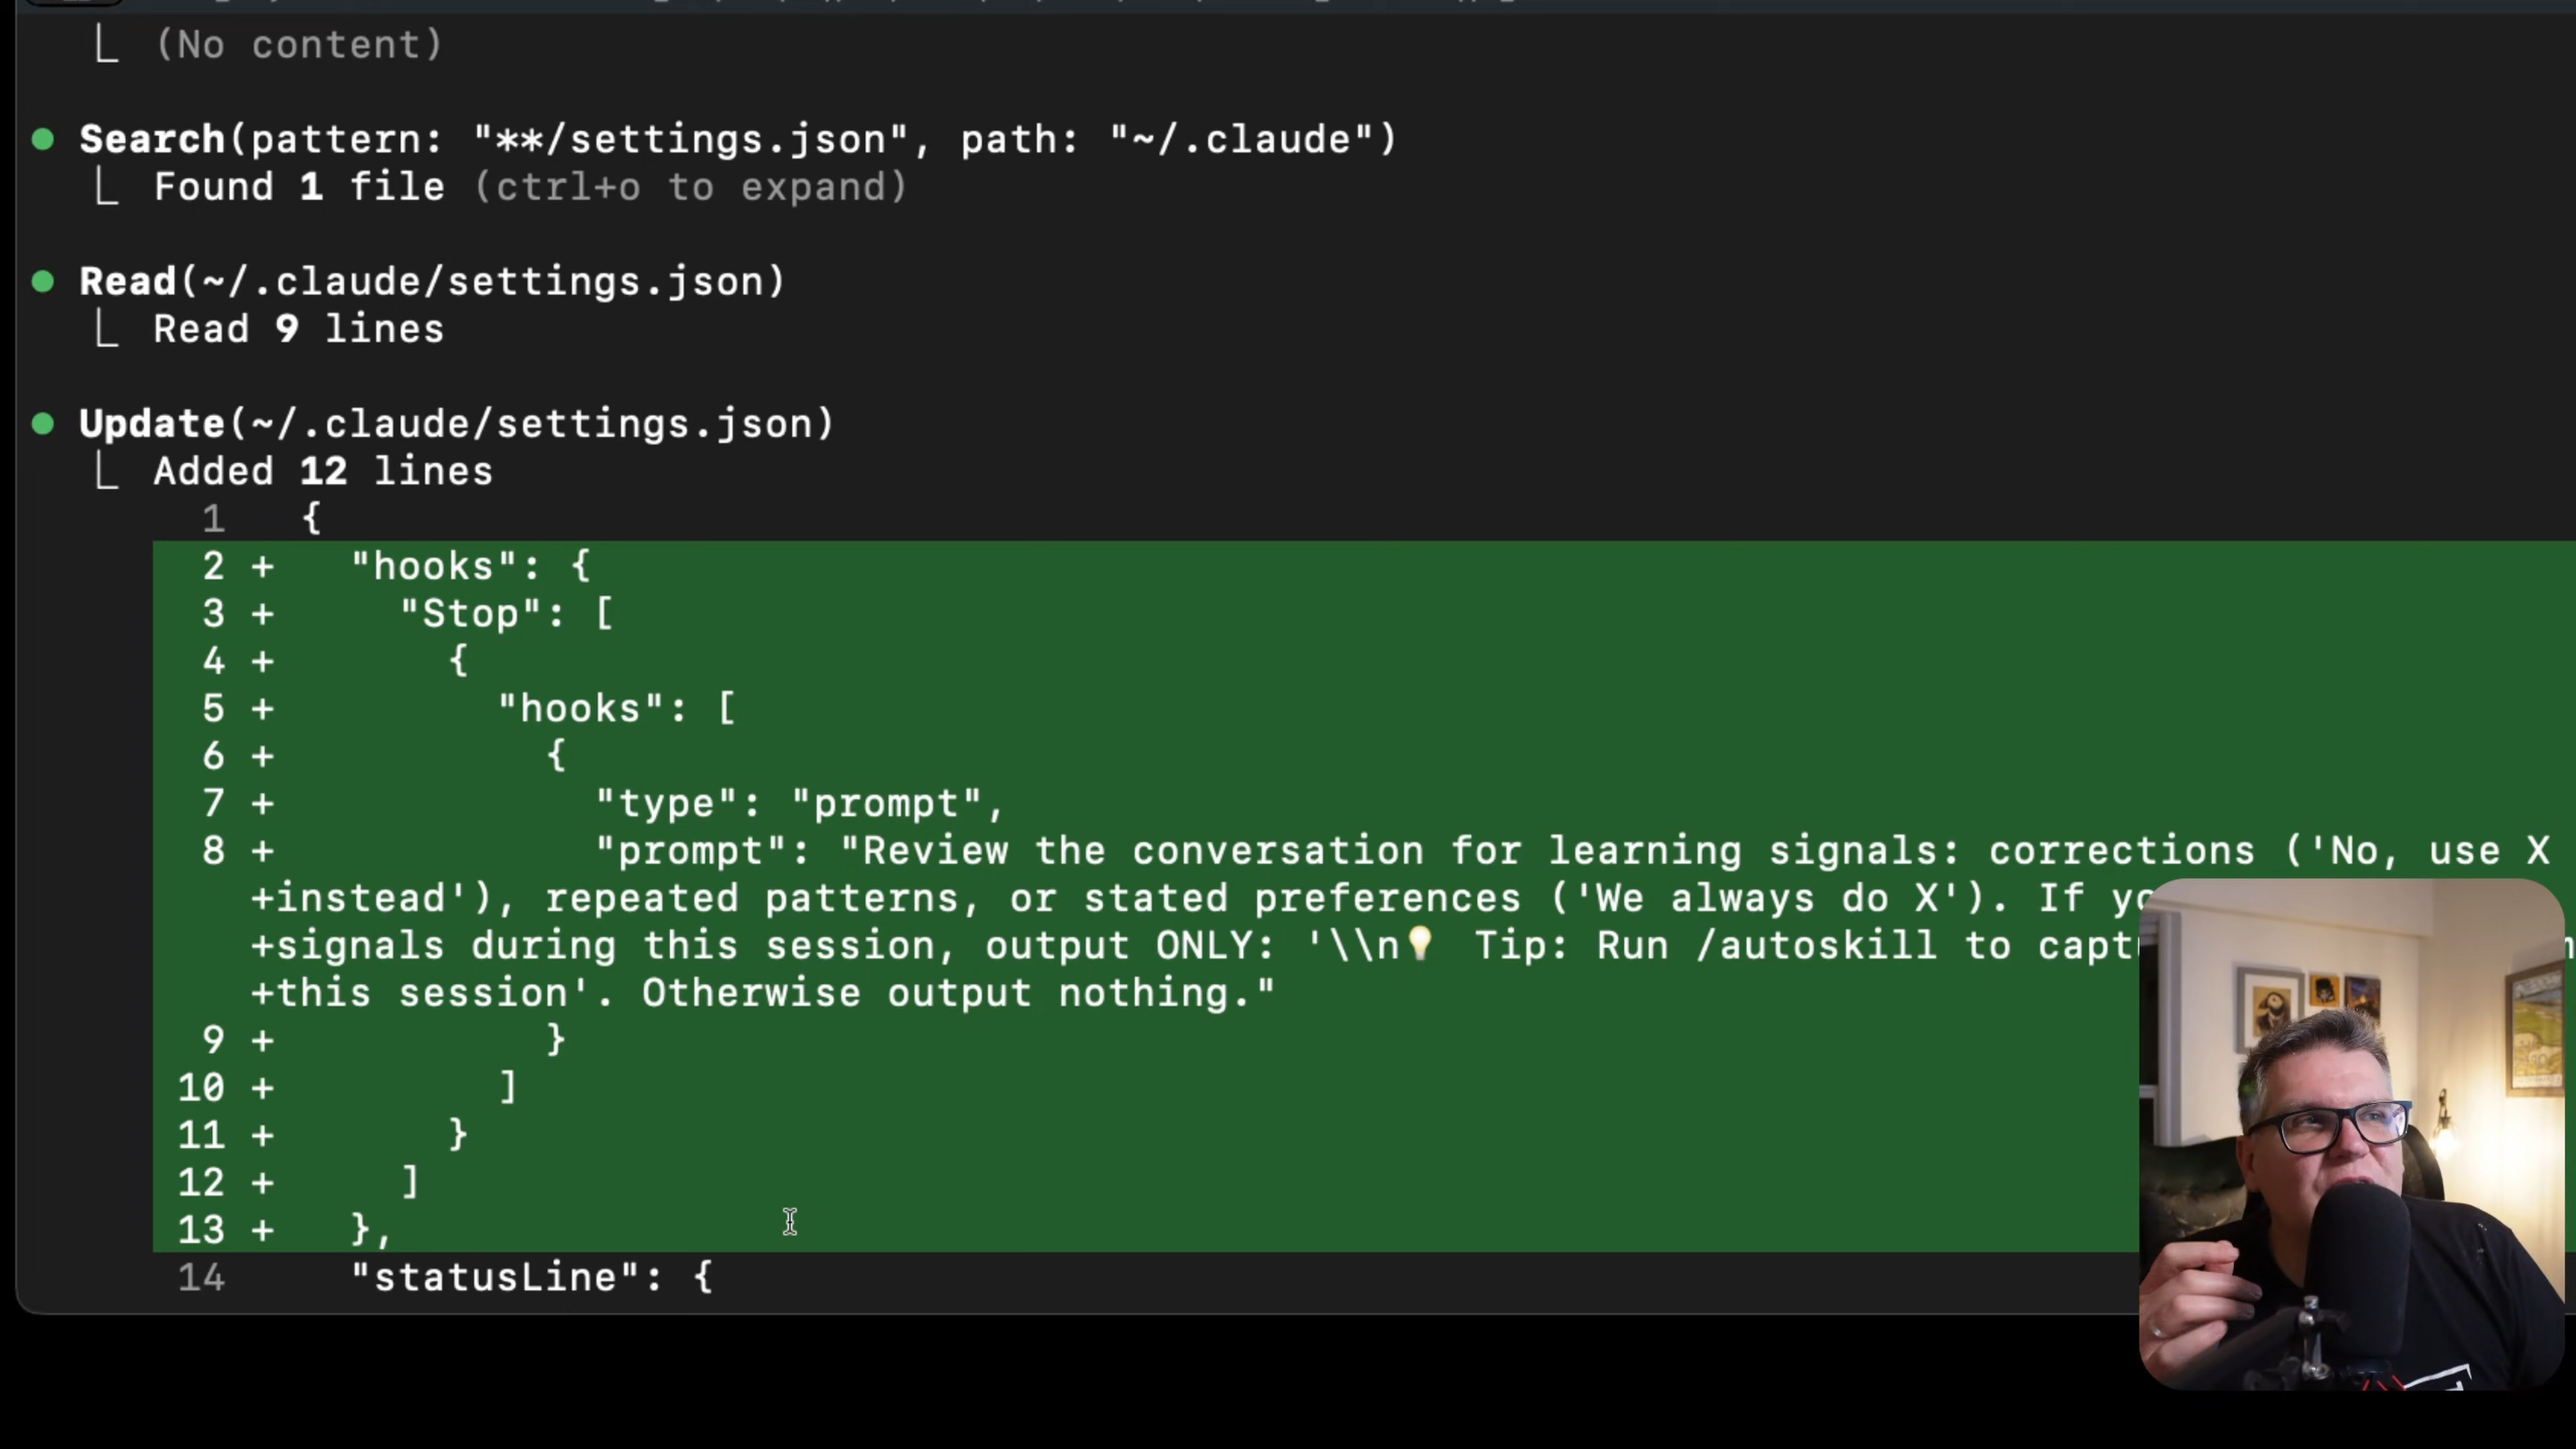 (No content)
Search(pattern: "**/settings.json", path: "~/.claude")
Found 1 file (ctrl+o to expand)
Read(~/.claude/settings.json)
Read 9 lines
Update(~/.claude/settings.json)
Added 12 lines
1 {
2 + "hooks": {
3 + "Stop": [
4 + {
5 + "hooks": [
6 + {
7 + "type": "prompt",
8 + "prompt": "Review the conversation for learning signals: corrections ('No, use X
+instead'), repeated patterns, or stated preferences ('We always do X'). If
+signals during this session, output ONLY: '\\n💡 Tip: Run /autoskill to
+this session'. Otherwise output nothing."
9 + }
10 + ]
11 + }
12 + ]
13 + },
14 "statusLine": {